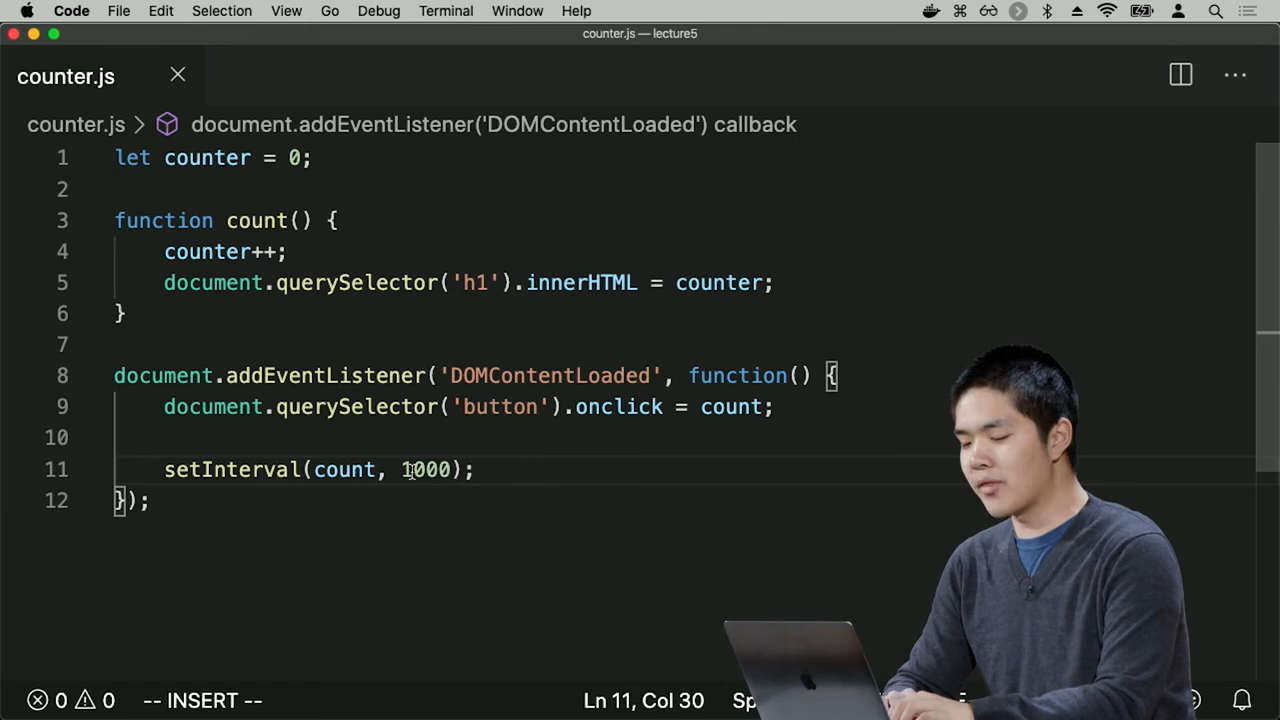 Code File Edit Selection View Go Debug Terminal Window Help
counter.js — lecture5
counter.js
counter.js > document.addEventListener('DOMContentLoaded') callback
1 let counter = 0;
2
3 function count() {
4 counter++;
5 document.querySelector('h1').innerHTML = counter;
6 }
7
8 document.addEventListener('DOMContentLoaded', function() {
9 document.querySelector('button').onclick = count;
10
11 setInterval(count, 1000);
12 });
0 0 -- INSERT -- Ln 11, Col 30